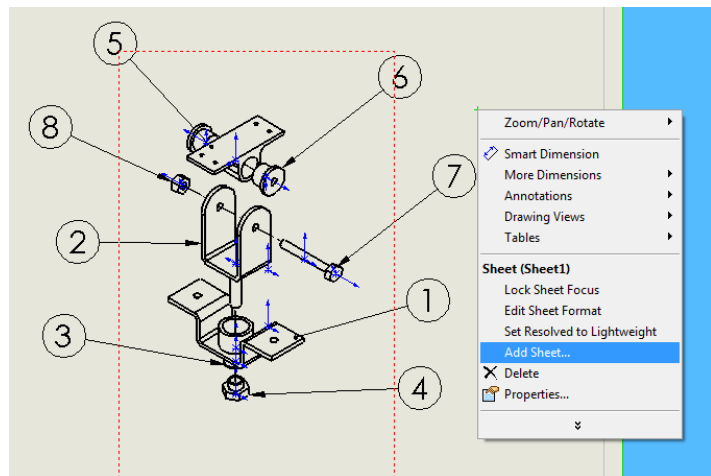 5
6
8
7
2
1
3
4
Zoom/Pan/Rotate
Smart Dimension
More Dimensions
Annotations
Drawing Views
Tables
Sheet (Sheet1)
Lock Sheet Focus
Edit Sheet Format
Set Resolved to Lightweight
Add Sheet...
Delete
Properties...